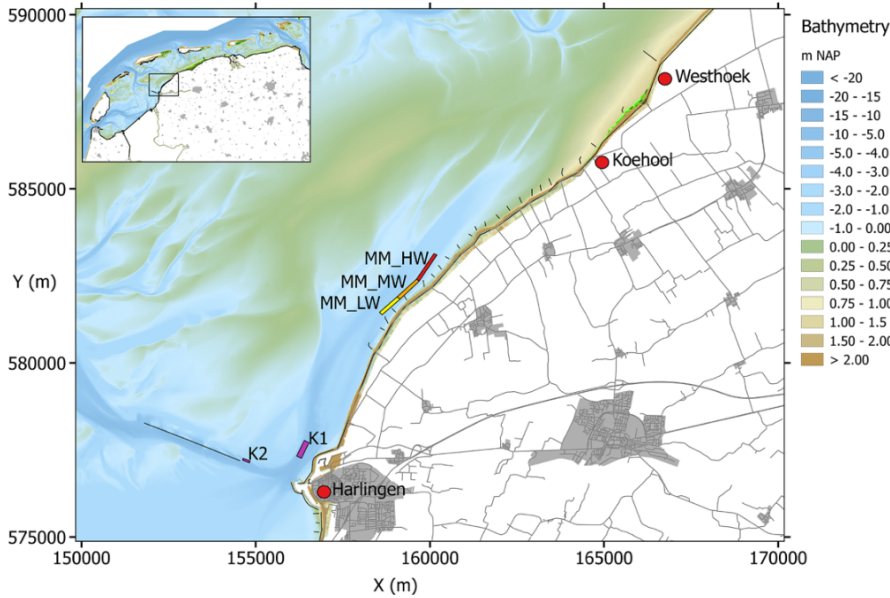 590000
585000
580000
575000
Y (m)
150000
155000
160000
165000
170000
X (m)
Westhoek
Koehool
MM_HW
MM_MW
MM_LW
K1
K2
Harlingen
Bathymetry
m NAP
< -20
-20 - -15
-15 - -10
-10 - -5.0
-5.0 - -4.0
-4.0 - -3.0
-3.0 - -2.0
-2.0 - -1.0
-1.0 - 0.00
0.00 - 0.25
0.25 - 0.50
0.50 - 0.75
0.75 - 1.00
1.00 - 1.5
1.50 - 2.00
> 2.00